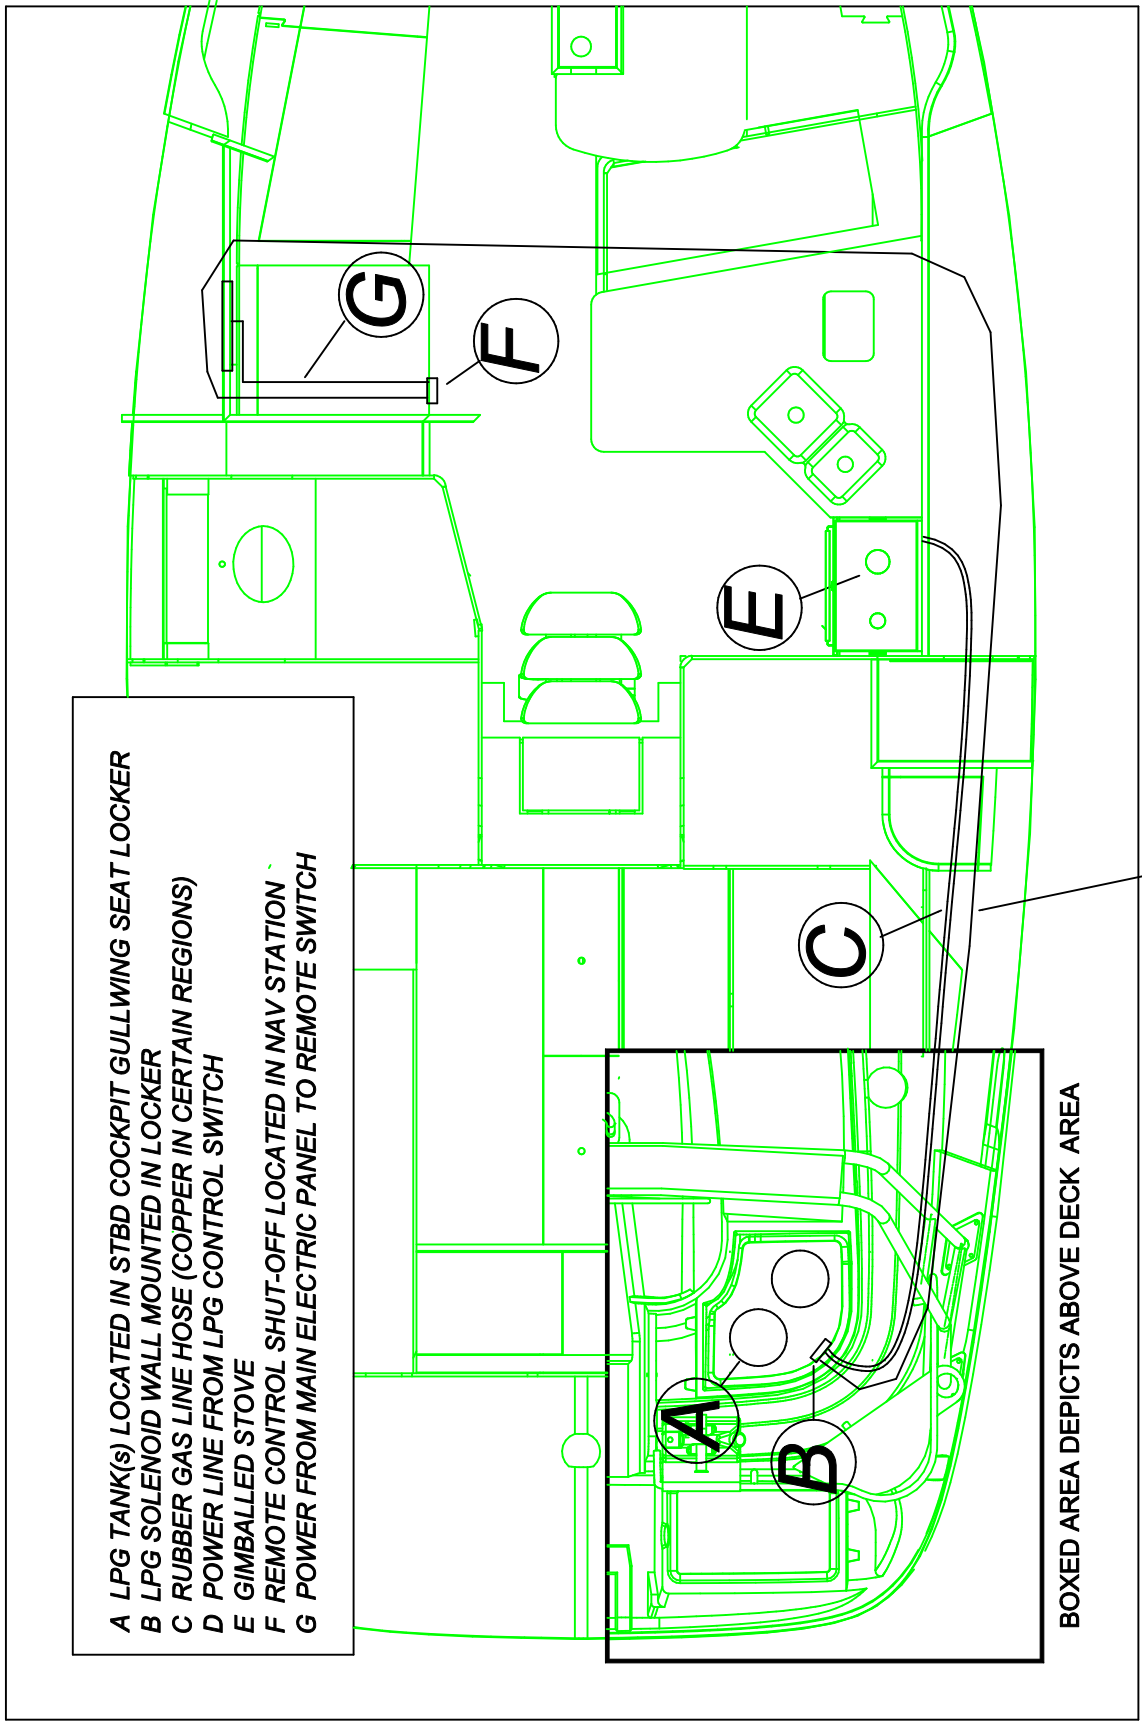 A LPG TANK(s) LOCATED IN STBD COCKPIT GULLWING SEAT LOCKER
B LPG SOLENOID WALL MOUNTED IN LOCKER
C RUBBER GAS LINE HOSE (COPPER IN CERTAIN REGIONS)
D POWER LINE FROM LPG CONTROL SWITCH
E GIMBALLED STOVE
F REMOTE CONTROL SHUT-OFF LOCATED IN NAV STATION
G POWER FROM MAIN ELECTRIC PANEL TO REMOTE SWITCH
G
F
E
C
A
B
BOXED AREA DEPICTS ABOVE DECK AREA